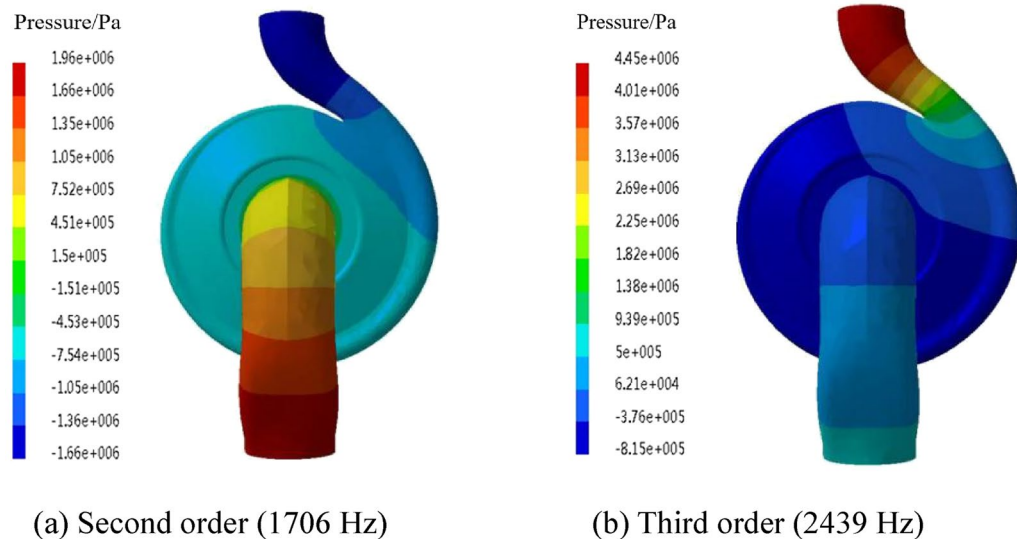 Pressure/Pa
1.96e+006
1.66e+006
1.35e+006
1.05e+006
7.52e+005
4.51e+005
1.5e+005
-1.51e+005
-4.53e+005
-7.54e+005
-1.05e+006
-1.36e+006
-1.66e+006
(a) Second order (1706 Hz)
Pressure/Pa
4.45e+006
4.01e+006
3.57e+006
3.13e+006
2.69e+006
2.25e+006
1.82e+006
1.38e+006
9.39e+005
5e+005
6.21e+004
-3.76e+005
-8.15e+005
(b) Third order (2439 Hz)